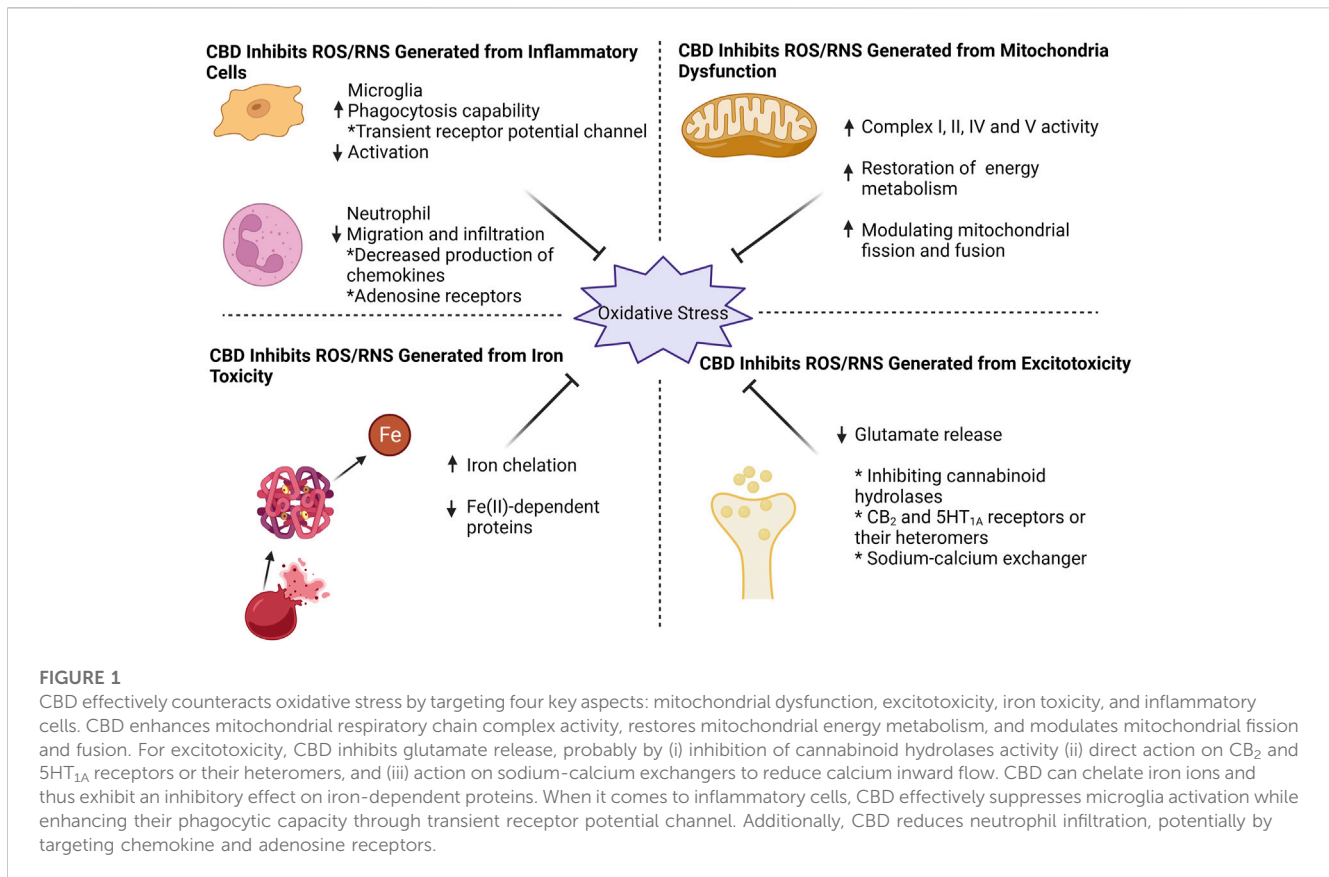 CBD Inhibits ROS/RNS Generated from Inflammatory
Cells
Microglia
Phagocytosis capability
*Transient receptor potential channel
Activation
Neutrophil
Migration and infiltration
*Decreased production of
chemokines
*Adenosine receptors
CBD Inhibits ROS/RNS Generated from Mitochondria
Dysfunction
Complex I, II, IV and V activity
Restoration of energy
metabolism
Modulating mitochondrial
fission and fusion
Oxidative Stress
CBD Inhibits ROS/RNS Generated from Iron
Toxicity
Fe
Iron chelation
Fe(II)-dependent
proteins
CBD Inhibits ROS/RNS Generated from Excitotoxicity
Glutamate release
* Inhibiting cannabinoid
hydrolases
* CB2 and 5HT1A receptors or
their heteromers
* Sodium-calcium exchanger
FIGURE 1
CBD effectively counteracts oxidative stress by targeting four key aspects: mitochondrial dysfunction, excitotoxicity, iron toxicity, and inflammatory
cells. CBD enhances mitochondrial respiratory chain complex activity, restores mitochondrial energy metabolism, and modulates mitochondrial fission
and fusion. For excitotoxicity, CBD inhibits glutamate release, probably by (i) inhibition of cannabinoid hydrolases activity (ii) direct action on CB2 and
5HT1A receptors or their heteromers, and (iii) action on sodium-calcium exchangers to reduce calcium inward flow. CBD can chelate iron ions and
thus exhibit an inhibitory effect on iron-dependent proteins. When it comes to inflammatory cells, CBD effectively suppresses microglia activation while
enhancing their phagocytic capacity through transient receptor potential channel. Additionally, CBD reduces neutrophil infiltration, potentially by
targeting chemokine and adenosine receptors.